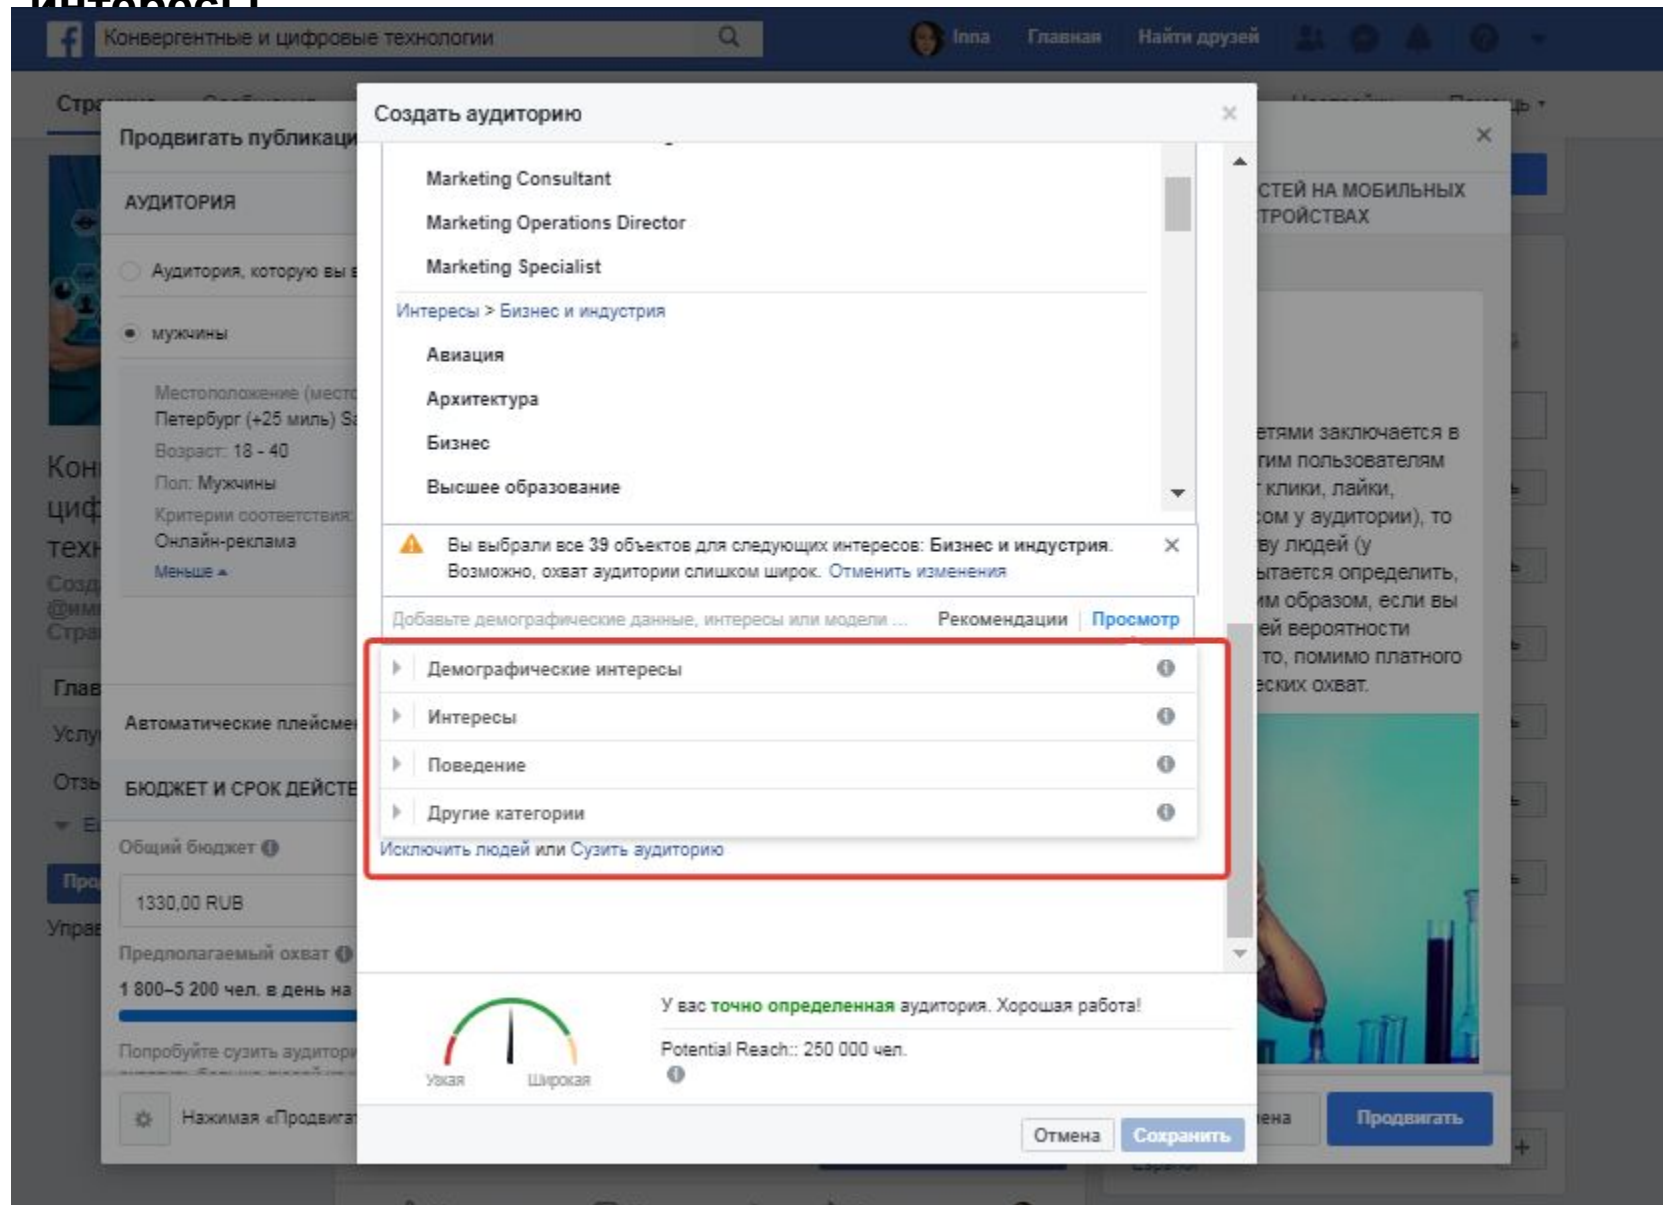 Конвергентные и цифровые технологии
Inna
Главная
Найти друзей
Создать аудиторию
Продвигать публикаци
АУДИТОРИЯ
Аудитория, которую вы в
мужчины
Местоположение (место
Петербург (+25 миль) Sa
Возраст: 18 - 40
Пол: Мужчины
Критерии соответствия:
Онлайн-реклама
Меньше
Автоматические плейсмен
БЮДЖЕТ И СРОК ДЕЙСТВ
Общий бюджет
1330,00 RUB
Предполагаемый охват
1 800–5 200 чел. в день на
Попробуйте сузить аудитори
Нажимая «Продвигат
Marketing Consultant
Marketing Operations Director
Marketing Specialist
Интересы > Бизнес и индустрия
Авиация
Архитектура
Бизнес
Высшее образование
Вы выбрали все 39 объектов для следующих интересов: Бизнес и индустрия.
Возможно, охват аудитории слишком широк. Отменить изменения
Добавьте демографические данные, интересы или модели ... Рекомендации Просмотр
Демографические интересы
Интересы
Поведение
Другие категории
Исключить людей или Сузить аудиторию
Узкая Широкая
У вас точно определенная аудитория. Хорошая работа!
Potential Reach:: 250 000 чел.
Отмена Сохранить
СТЕЙ НА МОБИЛЬНЫХ
ТРОЙСТВАХ
етями заключается в
гим пользователям
клики, лайки,
ом у аудитории), то
ву людей (у
ытается определить,
им образом, если вы
ей вероятности
то, помимо платного
еских охват.
Продвигать